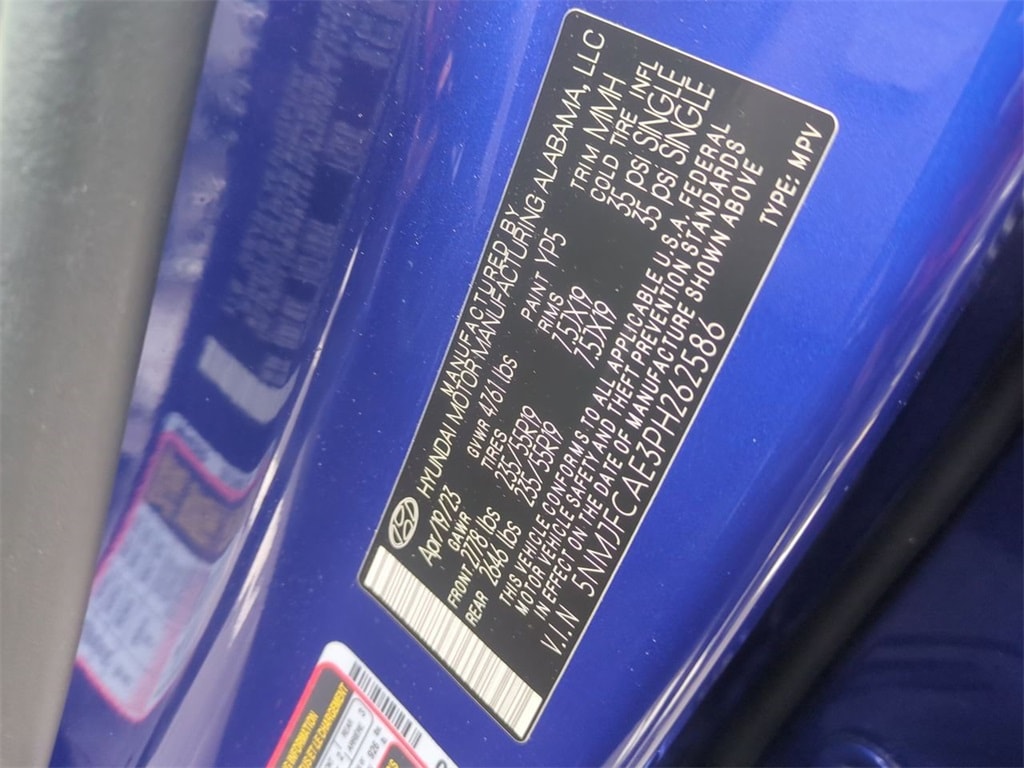 MANUFACTURED BY
HYUNDAI MOTOR MANUFACTURING ALABAMA, LLC
Apr/19/23 GVWR 4761 lbs PAINT YP5 TRIM MMH
GAWR TIRES RIMS COLD TIRE INFL
FRONT 2778 lbs 235/55R19 7.5JX19 35 psi SINGLE
REAR 2646 lbs 235/55R19 7.5JX19 35 psi SINGLE
THIS VEHICLE CONFORMS TO ALL APPLICABLE U.S.A. FEDERAL
MOTOR VEHICLE SAFETY AND THEFT PREVENTION STANDARDS
IN EFFECT ON THE DATE OF MANUFACTURE SHOWN ABOVE
V.I.N 5NMJFCAE3PH262586 TYPE: MPV